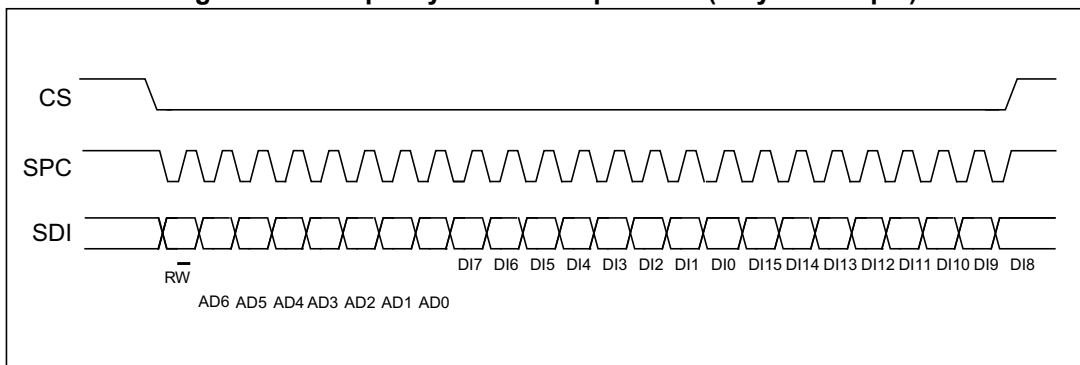 CS
SPC
SDI
RW̅
DI7 DI6 DI5 DI4 DI3 DI2 DI1 DI0 DI15 DI14 DI13 DI12 DI11 DI10 DI9 DI8
AD6 AD5 AD4 AD3 AD2 AD1 AD0